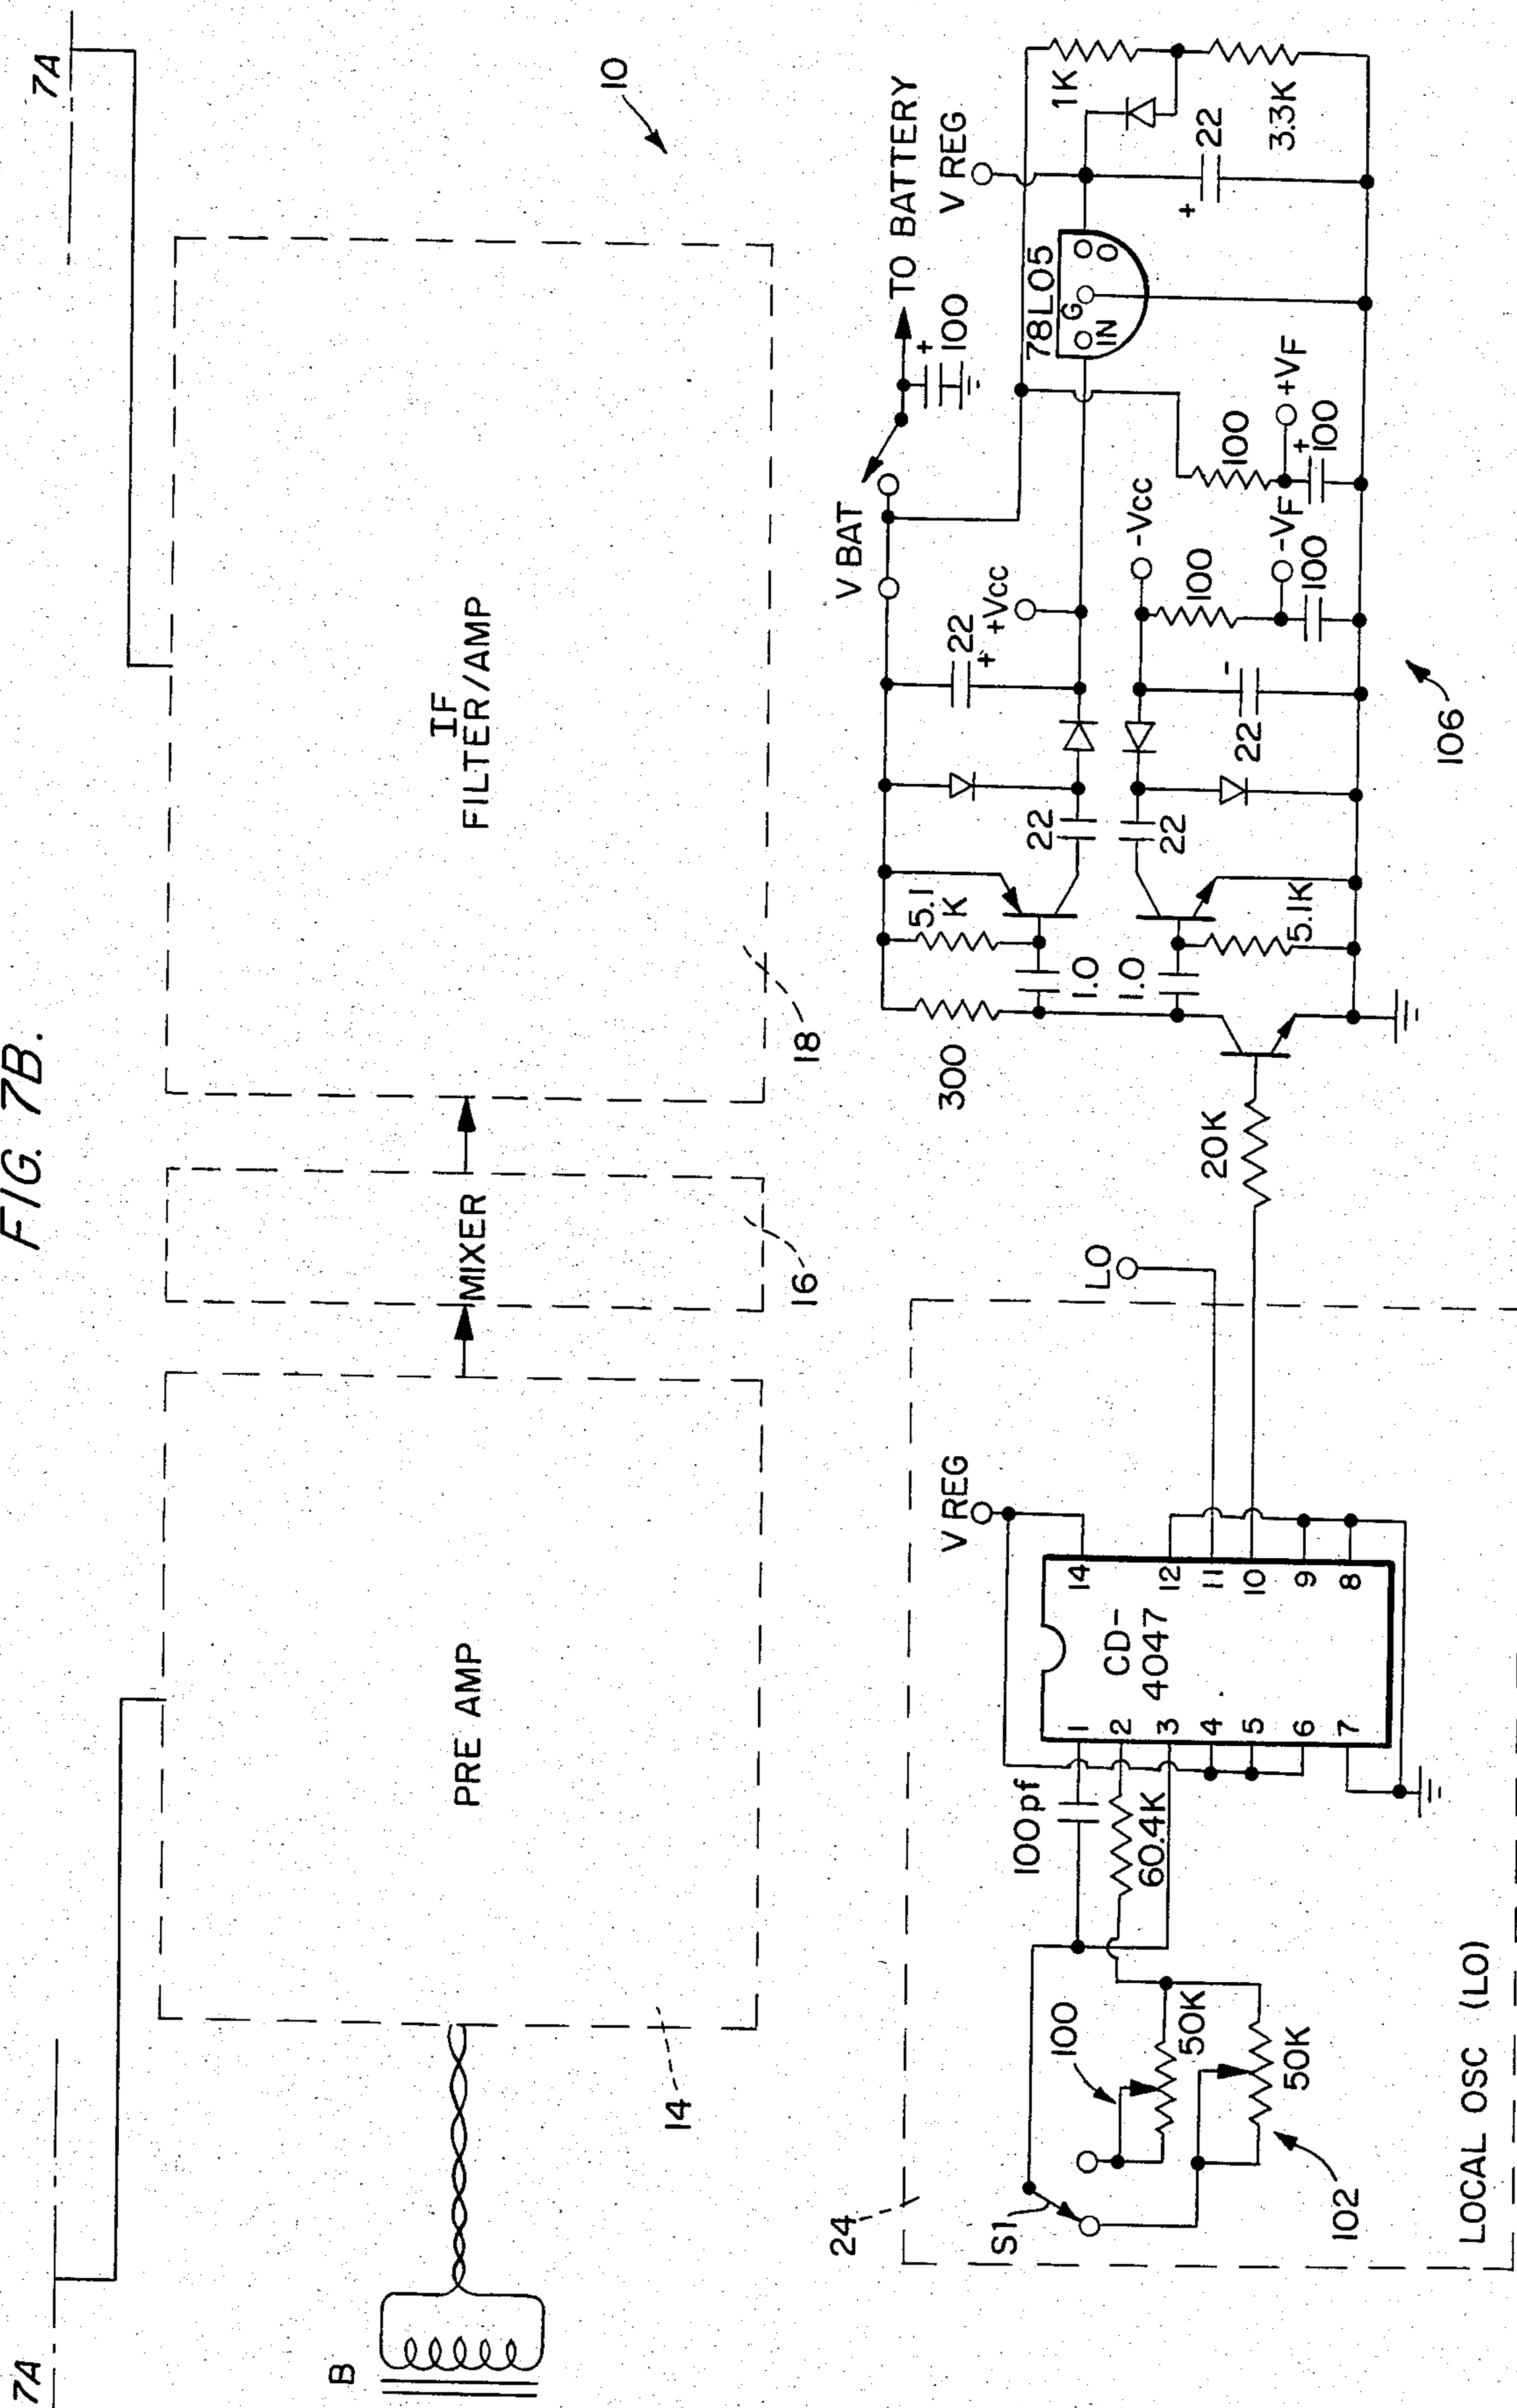 FIG. 7B.
7A
7A
10
B
14
PRE AMP
MIXER
16
IF
FILTER/AMP
18
24
LOCAL OSC (LO)
S1
100
50K
50K
102
100pf
60.4K
V REG
CD-
4047
1
2
3
4
5
6
7
14
12
11
10
9
8
LO
20K
300
5.1
K
1.0
1.0
5.1K
22
22
22
+
+Vcc
22
-
-Vcc
100
-VF
100
V BAT
TO BATTERY
+
100
100
+VF
+
100
78L05
IN
G
O
V REG
+
22
1K
3.3K
106